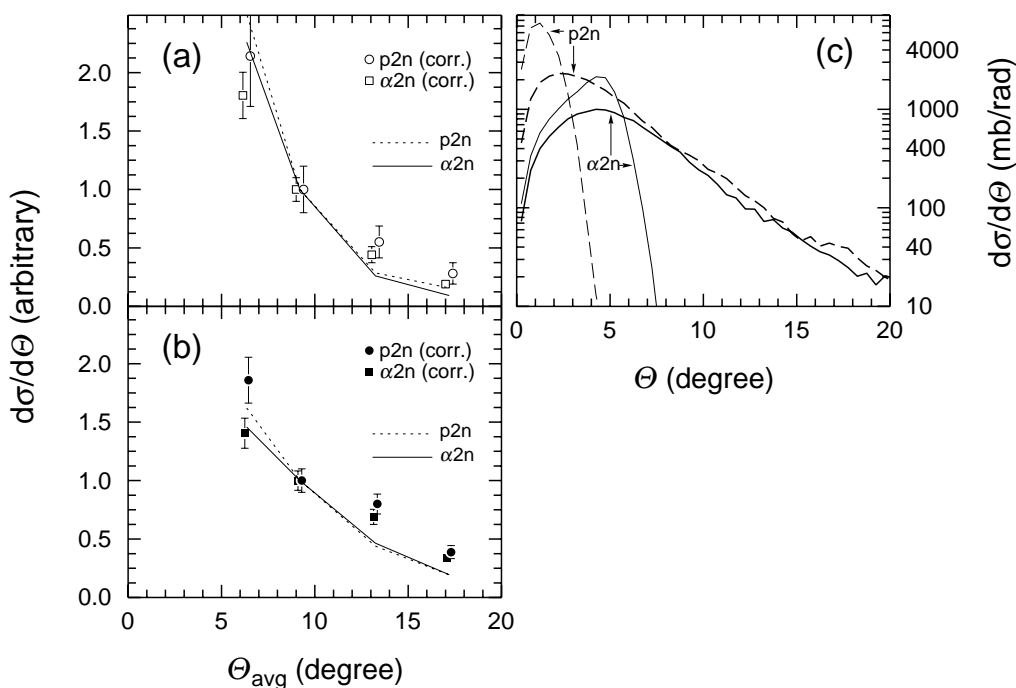 dσ/dΘ (arbitrary)
(a)
p2n (corr.)
α2n (corr.)
p2n
α2n
2.0
1.5
1.0
0.5
0.0
(b)
p2n (corr.)
α2n (corr.)
p2n
α2n
2.0
1.5
1.0
0.5
0.0
0 5 10 15 20
Θavg (degree)
(c)
p2n
α2n
4000
1000
400
100
40
10
dσ/dΘ (mb/rad)
0 5 10 15 20
Θ (degree)